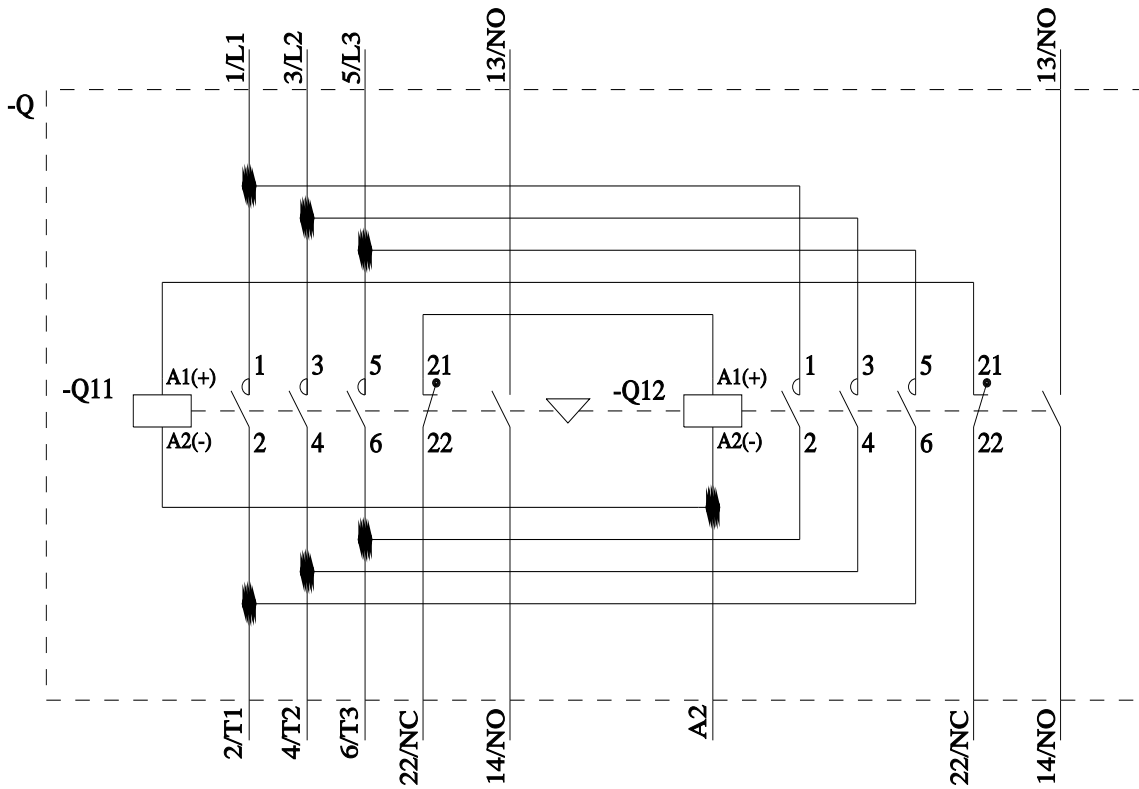 1/L1
3/L2
5/L3
13/NO
13/NO
-Q
1
3
5
21
1
3
5
21
-Q11
A1(+)
-Q12
A1(+)
A2(-)
2
4
6
22
A2(-)
2
4
6
22
2/T1
4/T2
6/T3
22/NC
14/NO
A2
22/NC
14/NO